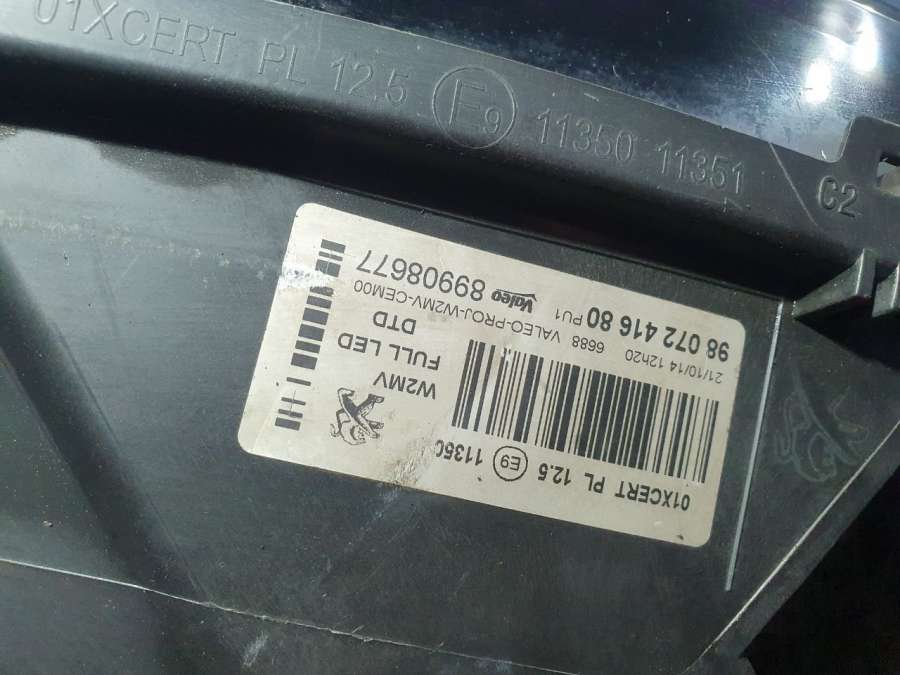 01XCERT PL 12.5 E9 11350 11351
C2
01XCERT PL 12.5 E9 11350
W2MV
FULL LED
DTD
21/10/14 12h20 6688 VALEO-PROJ-W2MV-CEM00
98 072 416 80 PU1 Valeo 89908677